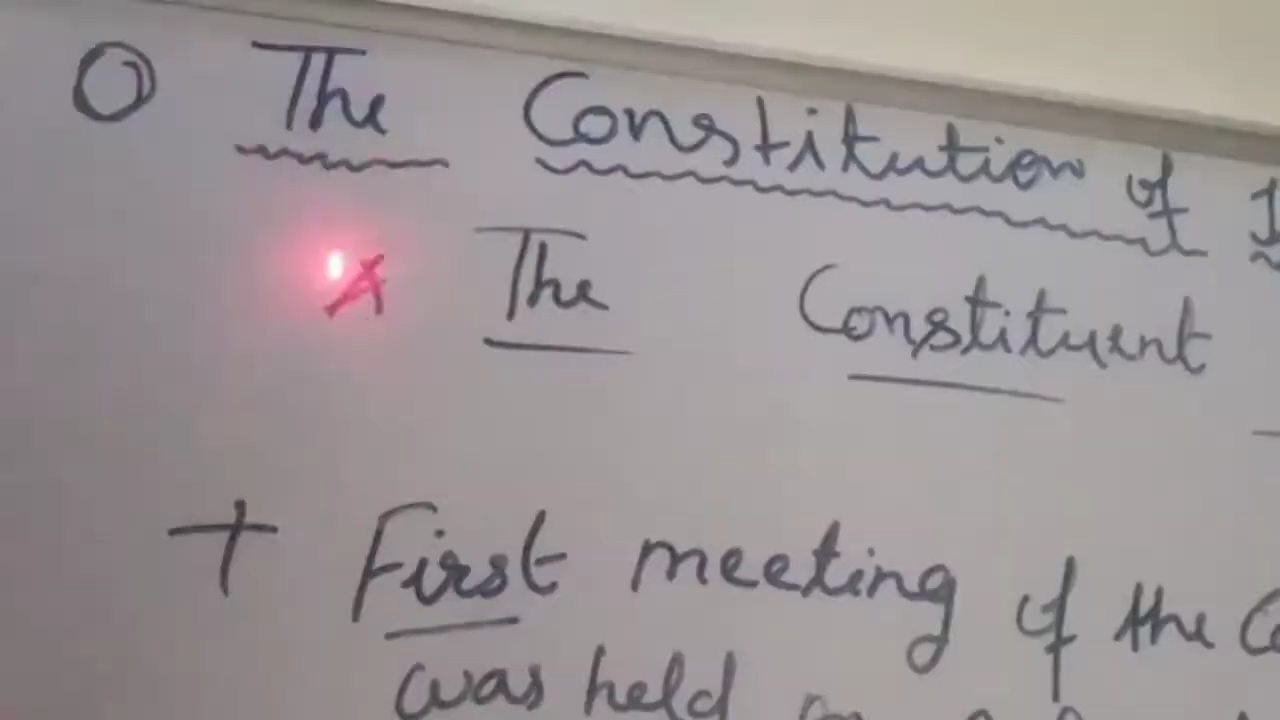 The Constitution of
A The Constituent
+ First meeting of the
was held